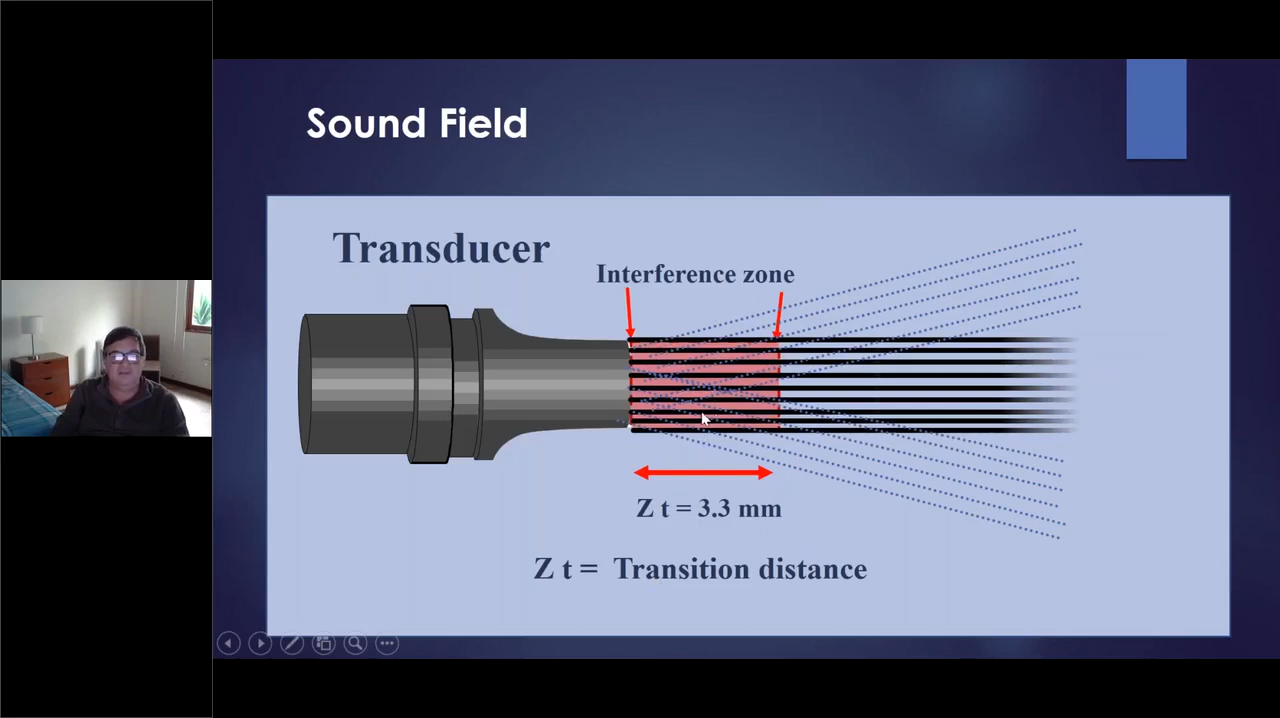 Sound Field
Transducer
Interference zone
Z t = 3.3 mm
Z t = Transition distance